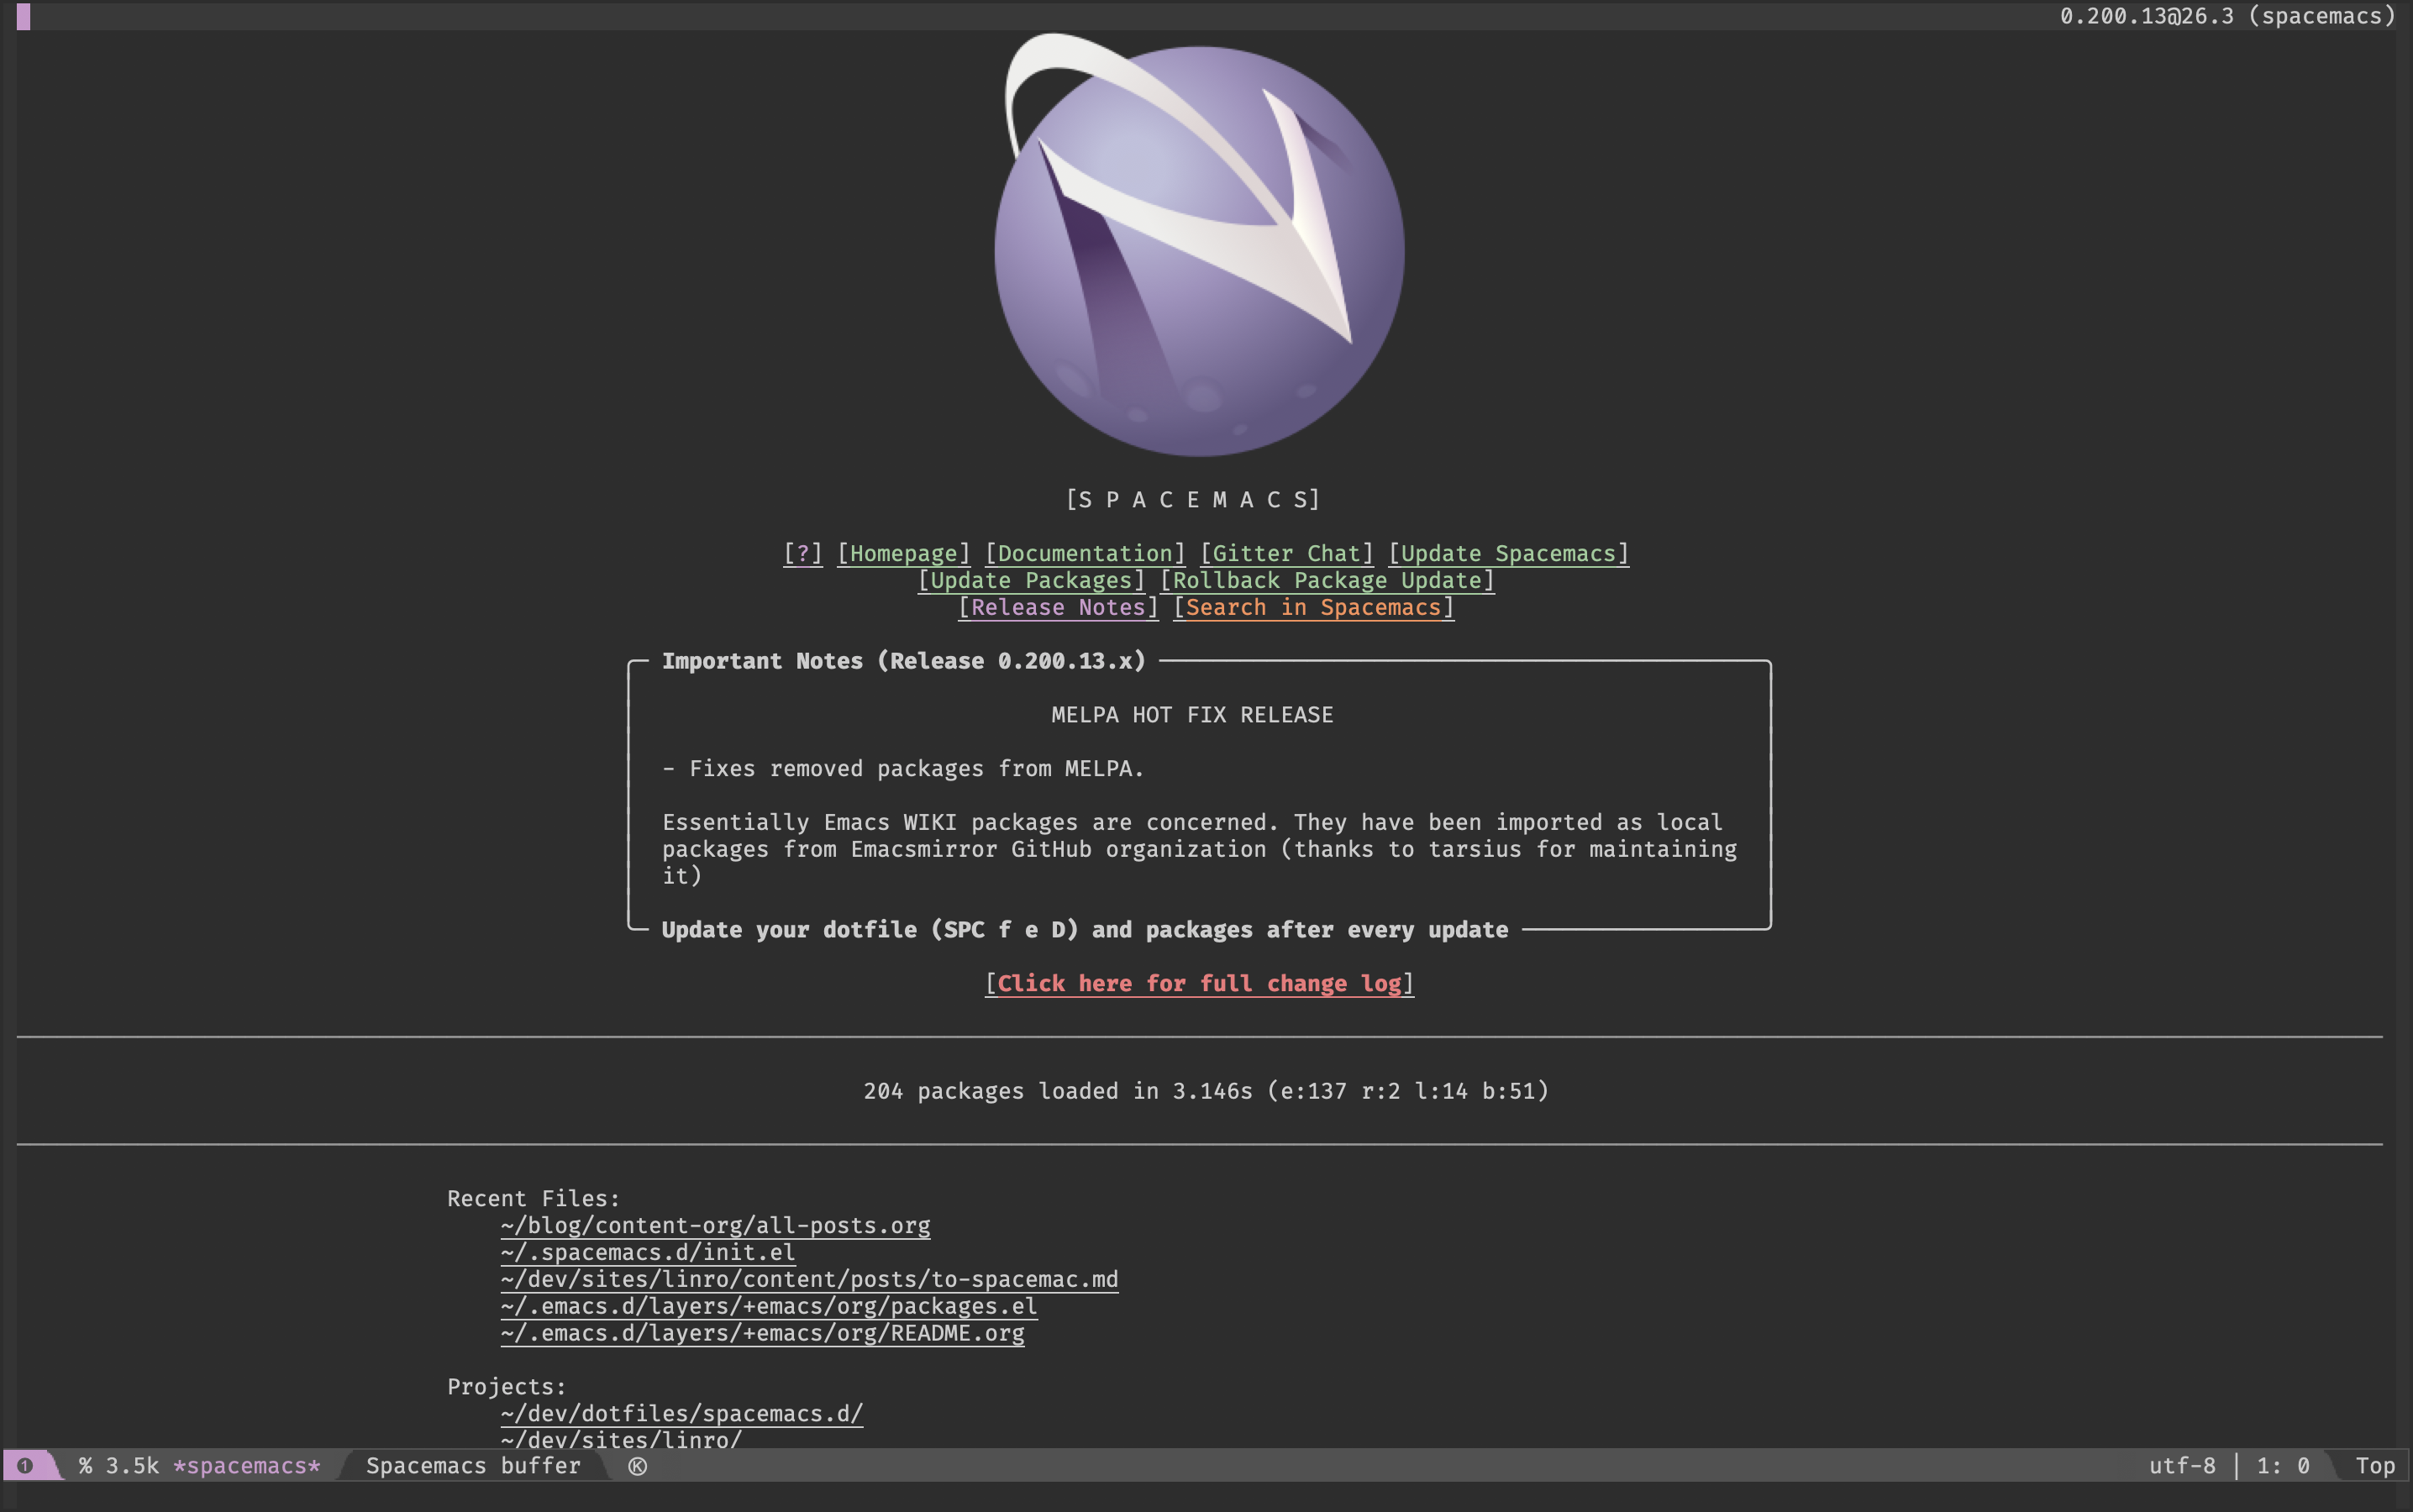 0.200.13@26.3 (spacemacs)
[S P A C E M A C S]
[?] [Homepage] [Documentation] [Gitter Chat] [Update Spacemacs]
[Update Packages] [Rollback Package Update]
[Release Notes] [Search in Spacemacs]
Important Notes (Release 0.200.13.x)
MELPA HOT FIX RELEASE
- Fixes removed packages from MELPA.
Essentially Emacs WIKI packages are concerned. They have been imported as local
packages from Emacsmirror GitHub organization (thanks to tarsius for maintaining
it)
Update your dotfile (SPC f e D) and packages after every update
[Click here for full change log]
204 packages loaded in 3.146s (e:137 r:2 l:14 b:51)
Recent Files:
~/blog/content-org/all-posts.org
~/.spacemacs.d/init.el
~/dev/sites/linro/content/posts/to-spacemac.md
~/.emacs.d/layers/+emacs/org/packages.el
~/.emacs.d/layers/+emacs/org/README.org
Projects:
~/dev/dotfiles/spacemacs.d/
~/dev/sites/linro/
❶ % 3.5k *spacemacs* Spacemacs buffer Ⓚ utf-8 | 1: 0 Top